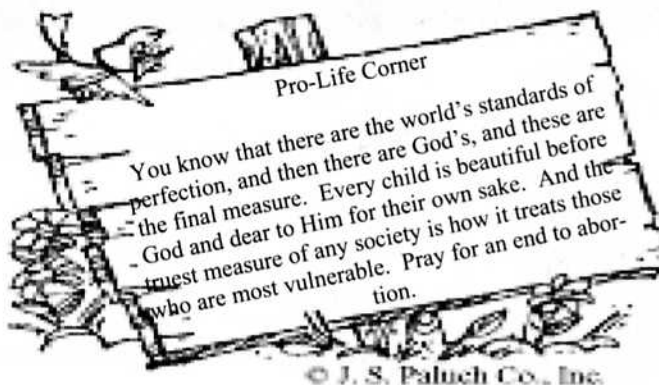 Pro-Life Corner
You know that there are the world's standards of
perfection, and then there are God's, and these are
the final measure. Every child is beautiful before
God and dear to Him for their own sake. And the
truest measure of any society is how it treats those
who are most vulnerable. Pray for an end to abor-
tion.
© J. S. Paluch Co., Inc.